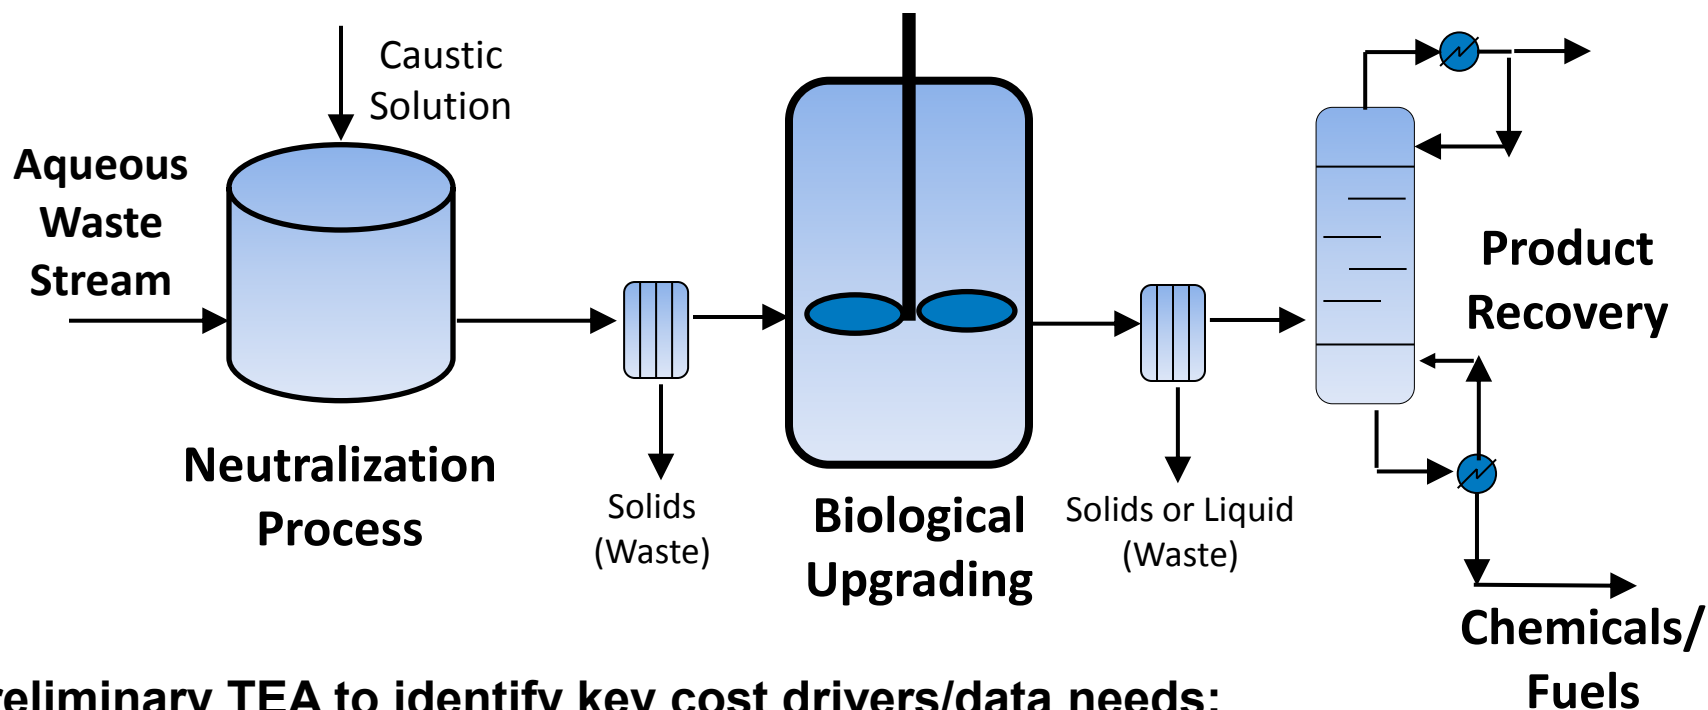 Caustic
Solution
Aqueous
Waste
Stream
Neutralization
Process
Solids
(Waste)
Biological
Upgrading
Solids or Liquid
(Waste)
Product
Recovery
Chemicals/
Fuels
reliminary TEA to identify key cost drivers/data needs: